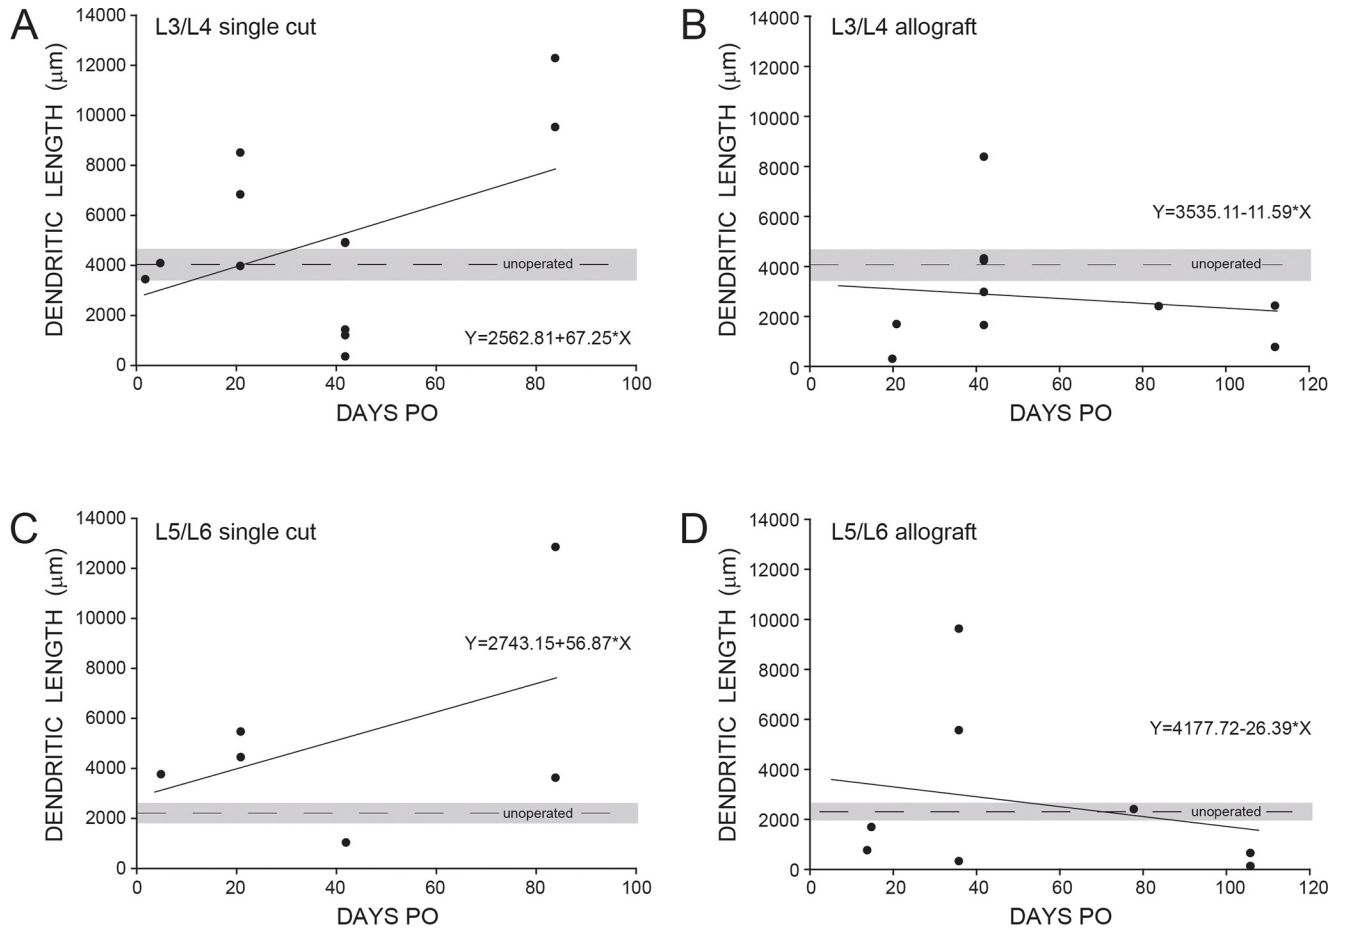 A
L3/L4 single cut
14000
12000
10000
8000
6000
4000
2000
0
DENDRITIC LENGTH (μm)
unoperated
Y=2562.81+67.25*X
0 20 40 60 80 100
DAYS PO
B
L3/L4 allograft
14000
12000
10000
8000
6000
4000
2000
0
DENDRITIC LENGTH (μm)
Y=3535.11-11.59*X
unoperated
0 20 40 60 80 100 120
DAYS PO
C
L5/L6 single cut
14000
12000
10000
8000
6000
4000
2000
0
DENDRITIC LENGTH (μm)
Y=2743.15+56.87*X
unoperated
0 20 40 60 80 100
DAYS PO
D
L5/L6 allograft
14000
12000
10000
8000
6000
4000
2000
0
DENDRITIC LENGTH (μm)
Y=4177.72-26.39*X
unoperated
0 20 40 60 80 100 120
DAYS PO